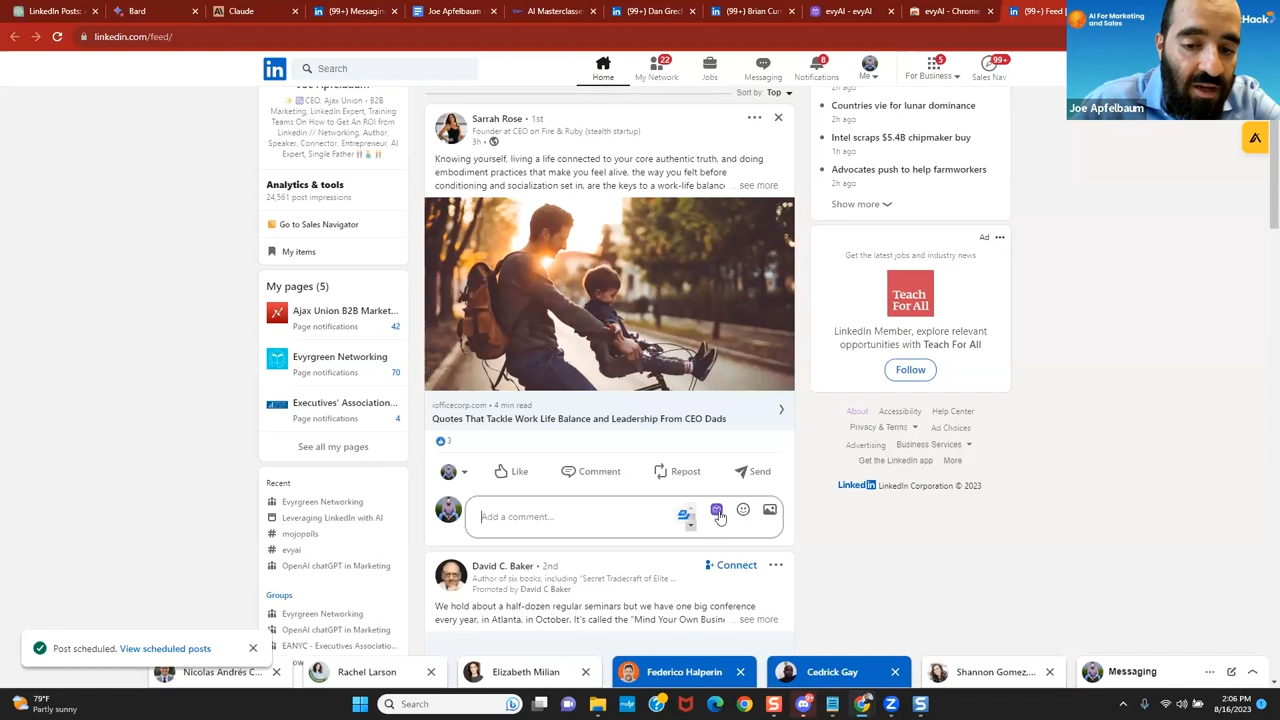 Bard
Claude
(99+) Messaging
Joe Apfelbaum
AI Masterclass
(99+) Dan Greci
(99+) Brian Cum
evyAI - evyAI
evyAI - Chrome
(99+) Feed
linkedin.com/feed/
AI For Marketing
and Sales
Hack
Joe Apfelbaum
in
Search
Home
22
My Network
Jobs
Messaging
8
Notifications
Me
5
For Business
99+
Sales Nav
Joe Apfelbaum
CEO, Ajax Union - B2B
Marketing, LinkedIn Expert, Training
Teams On How to Get An ROI from
Linkedin // Networking, Author,
Speaker, Connector, Entrepreneur, AI
Expert, Single Father
Analytics & tools
24,561 post impressions
Go to Sales Navigator
My items
My pages (5)
Ajax Union B2B Market...
Page notifications 42
Evyrgreen Networking
Page notifications 70
Executives' Association...
Page notifications 4
See all my pages
Recent
Evyrgreen Networking
Leveraging LinkedIn with AI
mojopolls
evyai
OpenAI chatGPT in Marketing
Groups
Evyrgreen Networking
OpenAI chatGPT in Marketing
EANYC - Executives Associatio...
Sort by: Top
Sarrah Rose • 1st
Founder at CEO on Fire & Ruby (stealth startup)
3h •
Knowing yourself, living a life connected to your core authentic truth, and doing
embodiment practices that make you feel alive, the way you felt before
conditioning and socialization set in, are the keys to a work-life balance ...see more
iofficecorp.com • 4 min read
Quotes That Tackle Work Life Balance and Leadership From CEO Dads
3
Like
Comment
Repost
Send
Add a comment...
David C. Baker • 2nd
Connect
Author of six books, including "Secret Tradecraft of Elite ...
Promoted by David C Baker
We hold about a half-dozen regular seminars but we have one big conference
every year, in Atlanta, in October. It's called the "Mind Your Own Busine ...see more
2h ago
Countries vie for lunar dominance
2h ago
Intel scraps $5.4B chipmaker buy
1h ago
Advocates push to help farmworkers
2h ago
Show more
Ad
Get the latest jobs and industry news
Teach
For All
LinkedIn Member, explore relevant
opportunities with Teach For All
Follow
About Accessibility Help Center
Privacy & Terms Ad Choices
Advertising Business Services
Get the LinkedIn app More
LinkedIn LinkedIn Corporation © 2023
Post scheduled. View scheduled posts
Nicolas Andrés C...
Rachel Larson
Elizabeth Milian
Federico Halperin
Cedrick Gay
Shannon Gomez,...
Messaging
79°F
Partly sunny
Search
2:06 PM
8/16/2023